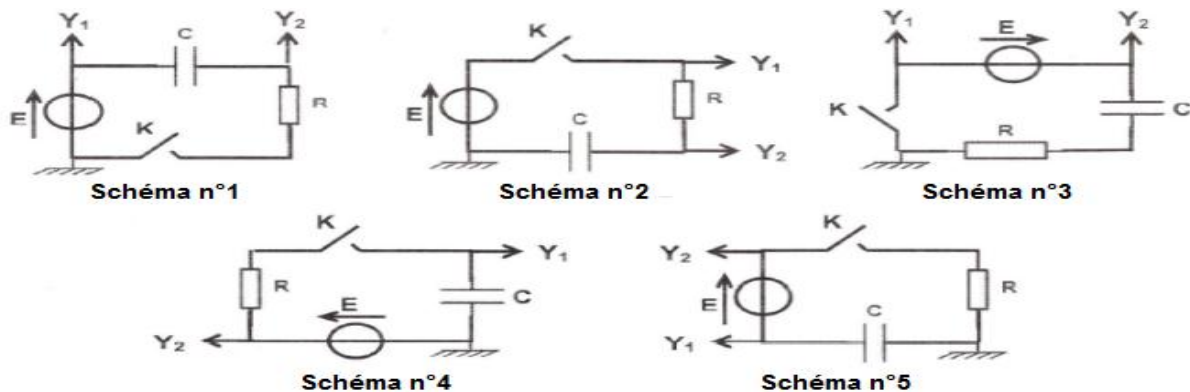 Y₁ Y₂
C
E
R
K
Schéma n°1
K
Y₁
E
R
C
Y₂
Schéma n°2
Y₁ Y₂
E
K
C
R
Schéma n°3
K
Y₁
R
C
E
Y₂
Schéma n°4
K
Y₂
E
R
C
Y₁
Schéma n°5